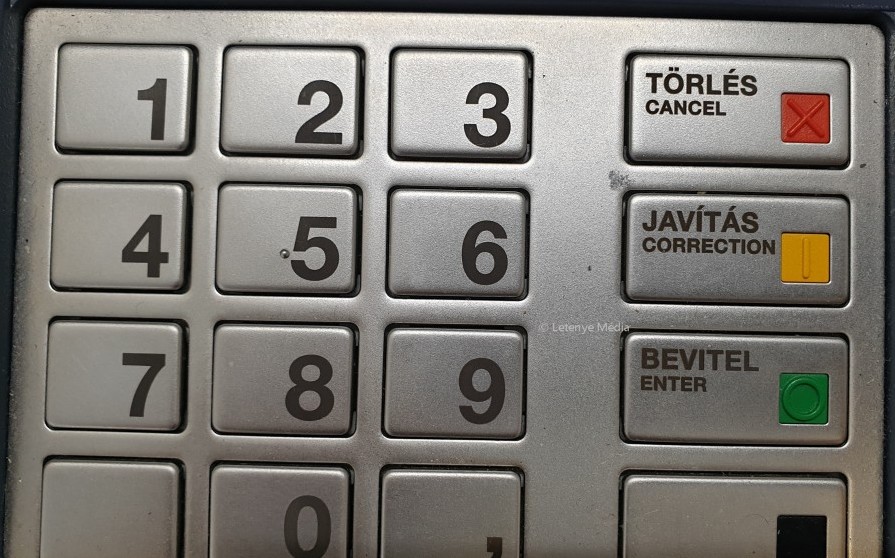 1 2 3
TÖRLÉS
CANCEL
4 5 6
JAVÍTÁS
CORRECTION
© Letenye Média
7 8 9
BEVITEL
ENTER
0 ,